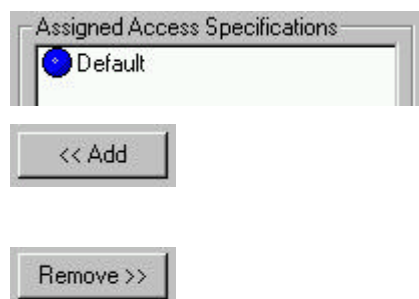 Assigned Access Specifications
Default
<< Add
Remove >>